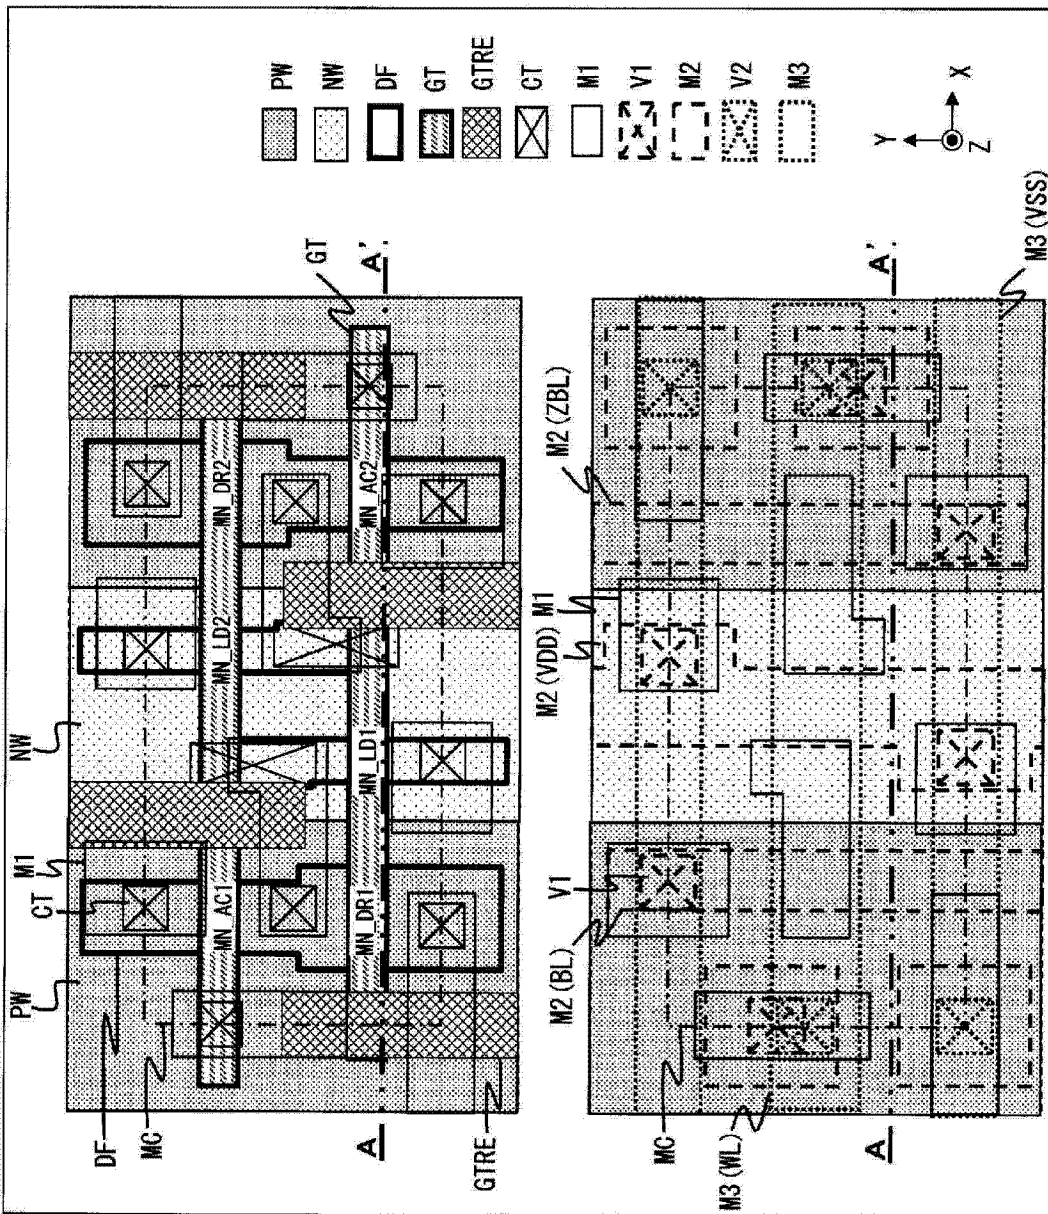 PW
NW
DF
GT
GTRE
CT
M1
V1
M2
V2
M3
Y
X
Z
GT
A'
NW
M1
CT
PW
DF
MC
GTRE
A
MN_DR2
MN_AC2
MN_LD2
MN_LD1
MN_AC1
MN_DR1
M3 (VSS)
A'
M2 (ZBL)
M1
M2 (VDD)
V1
M2 (BL)
MC
M3 (WL)
A